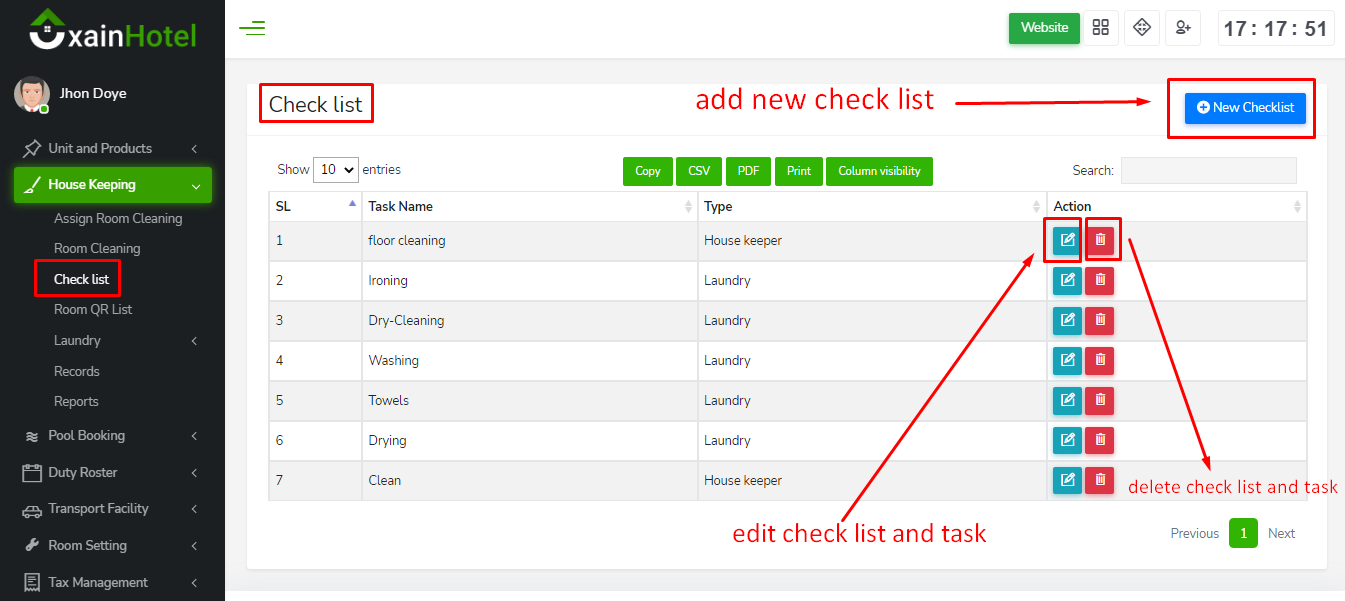 xainHotel
Website
17 : 17 : 51
Jhon Doye
Check list
add new check list
New Checklist
Unit and Products
House Keeping
Assign Room Cleaning
Room Cleaning
Check list
Room QR List
Laundry
Records
Reports
Pool Booking
Duty Roster
Transport Facility
Room Setting
Tax Management
Show 10 entries
Copy CSV PDF Print Column visibility
Search:
SL Task Name Type Action
1 floor cleaning House keeper
2 Ironing Laundry
3 Dry-Cleaning Laundry
4 Washing Laundry
5 Towels Laundry
6 Drying Laundry
7 Clean House keeper
delete check list and task
edit check list and task
Previous 1 Next